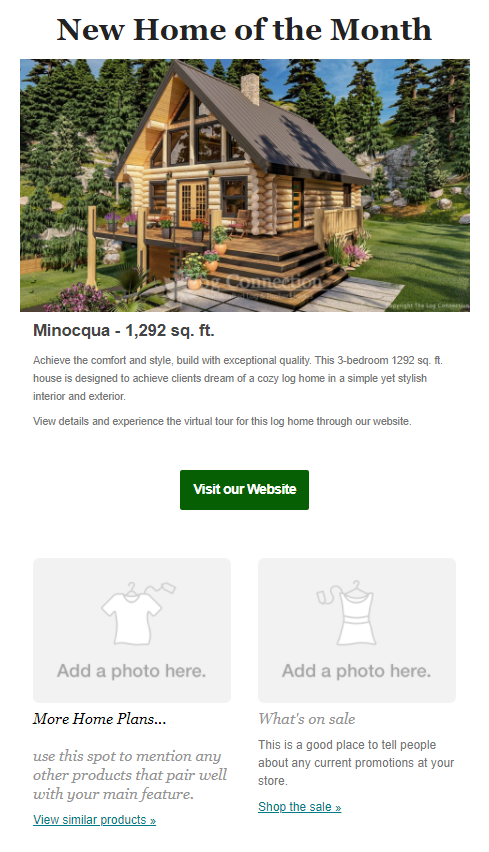 New Home of the Month
Log Connection
Copyright The Log Connection
Minocqua - 1,292 sq. ft.
Achieve the comfort and style, build with exceptional quality. This 3-bedroom 1292 sq. ft.
house is designed to achieve clients dream of a cozy log home in a simple yet stylish
interior and exterior.
View details and experience the virtual tour for this log home through our website.
Visit our Website
Add a photo here.
Add a photo here.
More Home Plans...
use this spot to mention any
other products that pair well
with your main feature.
View similar products »
What's on sale
This is a good place to tell people
about any current promotions at your
store.
Shop the sale »